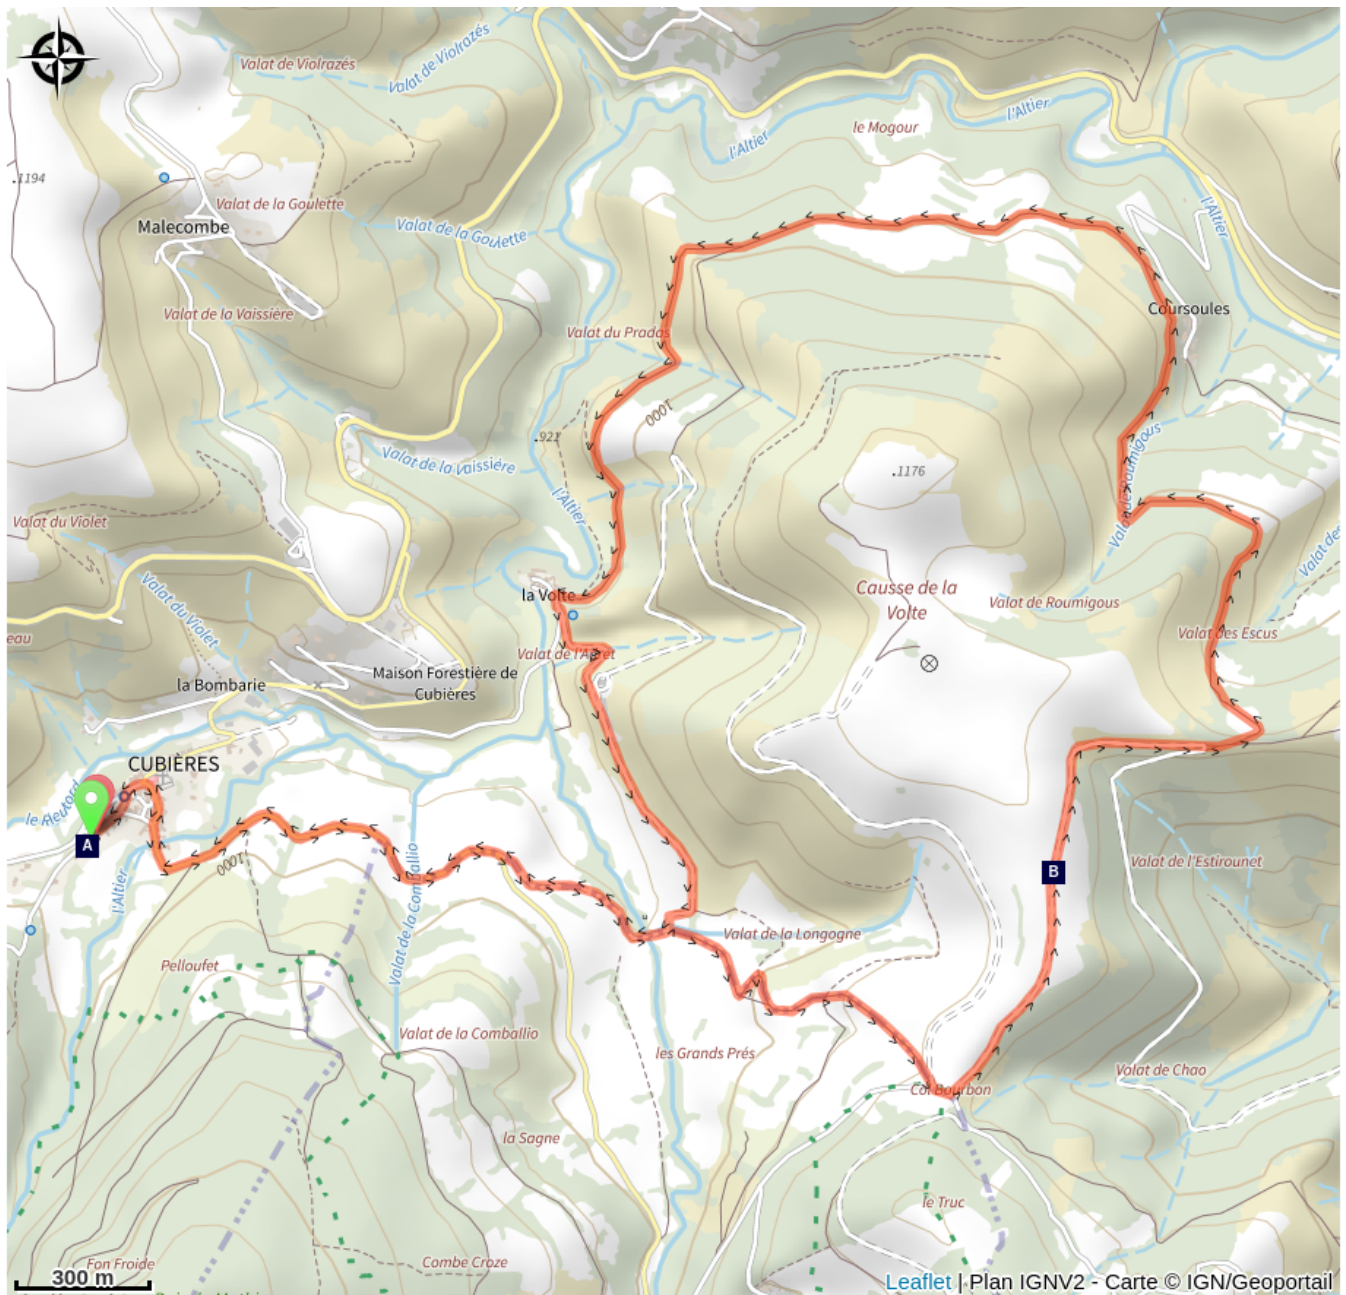 Valat de Violrazés
Valat de Violrazés
l'Altier
l'Altier
le Mogour
.1194
Valat de la Goulette
Malecombe
Valat de la Goulette
l'Altier
Valat de la Vaissière
Valat du Pradas
Coursoules
1000
.921
Valat de la Vaissière
.1176
Valat de Roumigous
l'Altier
Valat du Violet
Valat des
Causse de la
Volte
la Volte
Valat du Violet
Valat de Roumigous
eau
Valat des Escus
Valat de l'Adret
la Bombarie
Maison Forestière de
Cubières
CUBIÈRES
le Rieutord
A
1000
Valat de l'Estirounet
B
l'Altier
Valat de la Comballio
Valat de la Longogne
Pelloufet
Valat de la Comballio
les Grands Prés
Valat de Chao
Col Bourbon
la Sagne
le Truc
Fon Froide
Combe Croze
300 m
Leaflet | Plan IGNV2 - Carte © IGN/Geoportail